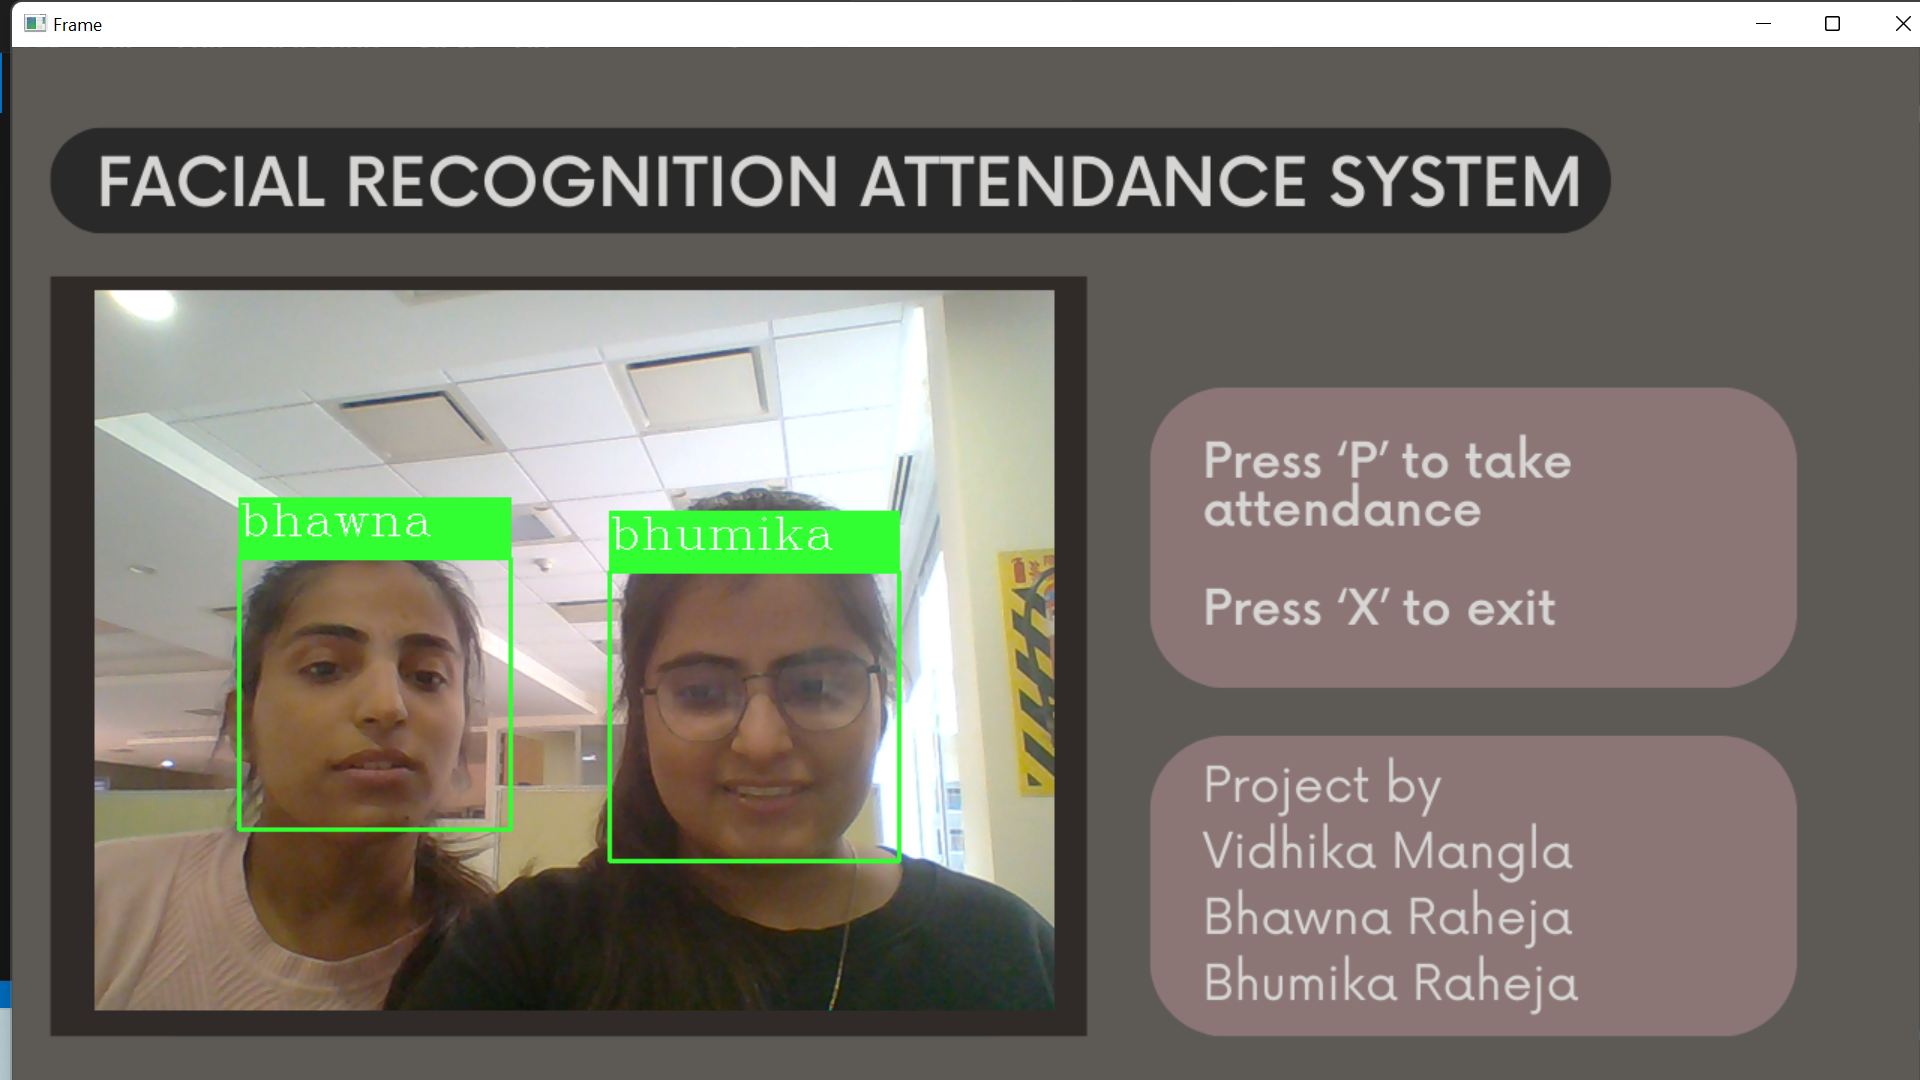 Frame
FACIAL RECOGNITION ATTENDANCE SYSTEM
bhawna
bhumika
Press ‘P’ to take
attendance
Press ‘X’ to exit
Project by
Vidhika Mangla
Bhawna Raheja
Bhumika Raheja